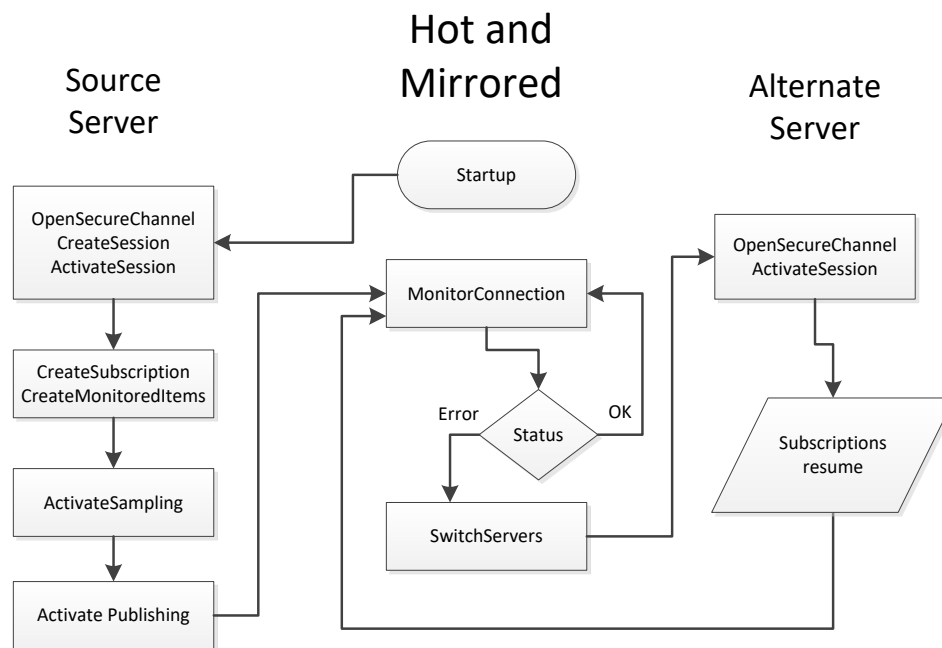 Hot and
Mirrored
Source
Server
Alternate
Server
Startup
OpenSecureChannel
CreateSession
ActivateSession
OpenSecureChannel
ActivateSession
MonitorConnection
CreateSubscription
CreateMonitoredItems
Error
OK
Status
Subscriptions
resume
ActivateSampling
SwitchServers
Activate Publishing